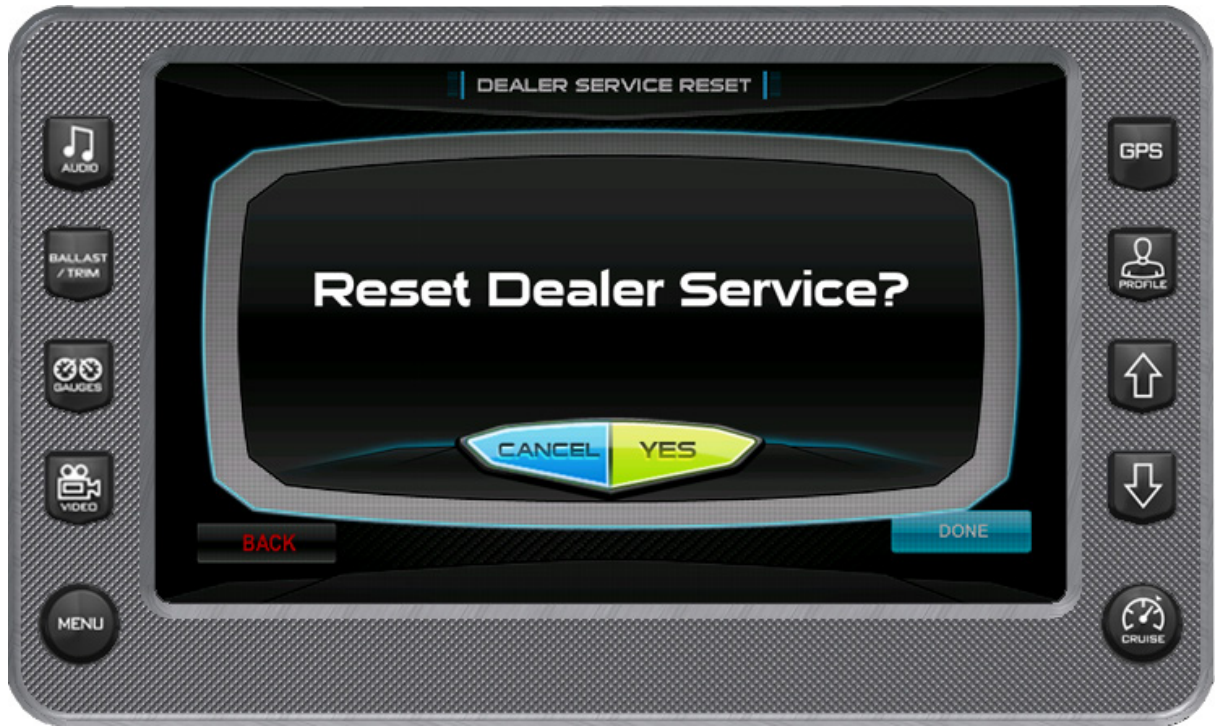 DEALER SERVICE RESET
AUDIO
GPS
BALLAST
/ TRIM
PROFILE
Reset Dealer Service?
GAUGES
CANCEL YES
VIDEO
BACK
DONE
MENU
CRUISE